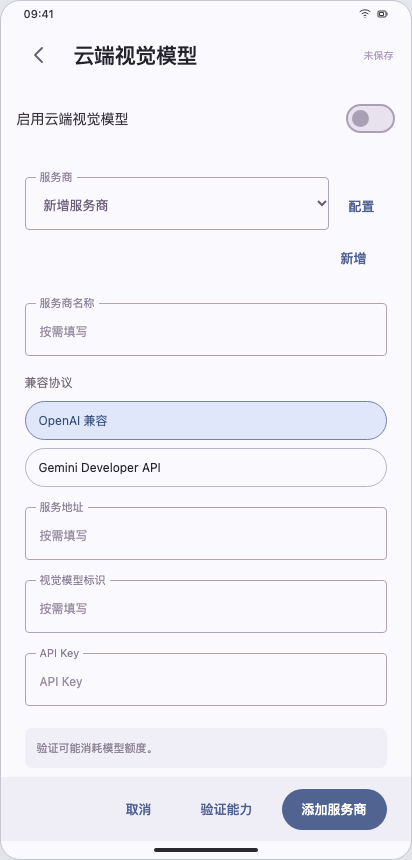 09:41
云端视觉模型
未保存
启用云端视觉模型
服务商
新增服务商
配置
新增
服务商名称
按需填写
兼容协议
OpenAI 兼容
Gemini Developer API
服务地址
按需填写
视觉模型标识
按需填写
API Key
API Key
验证可能消耗模型额度。
取消
验证能力
添加服务商